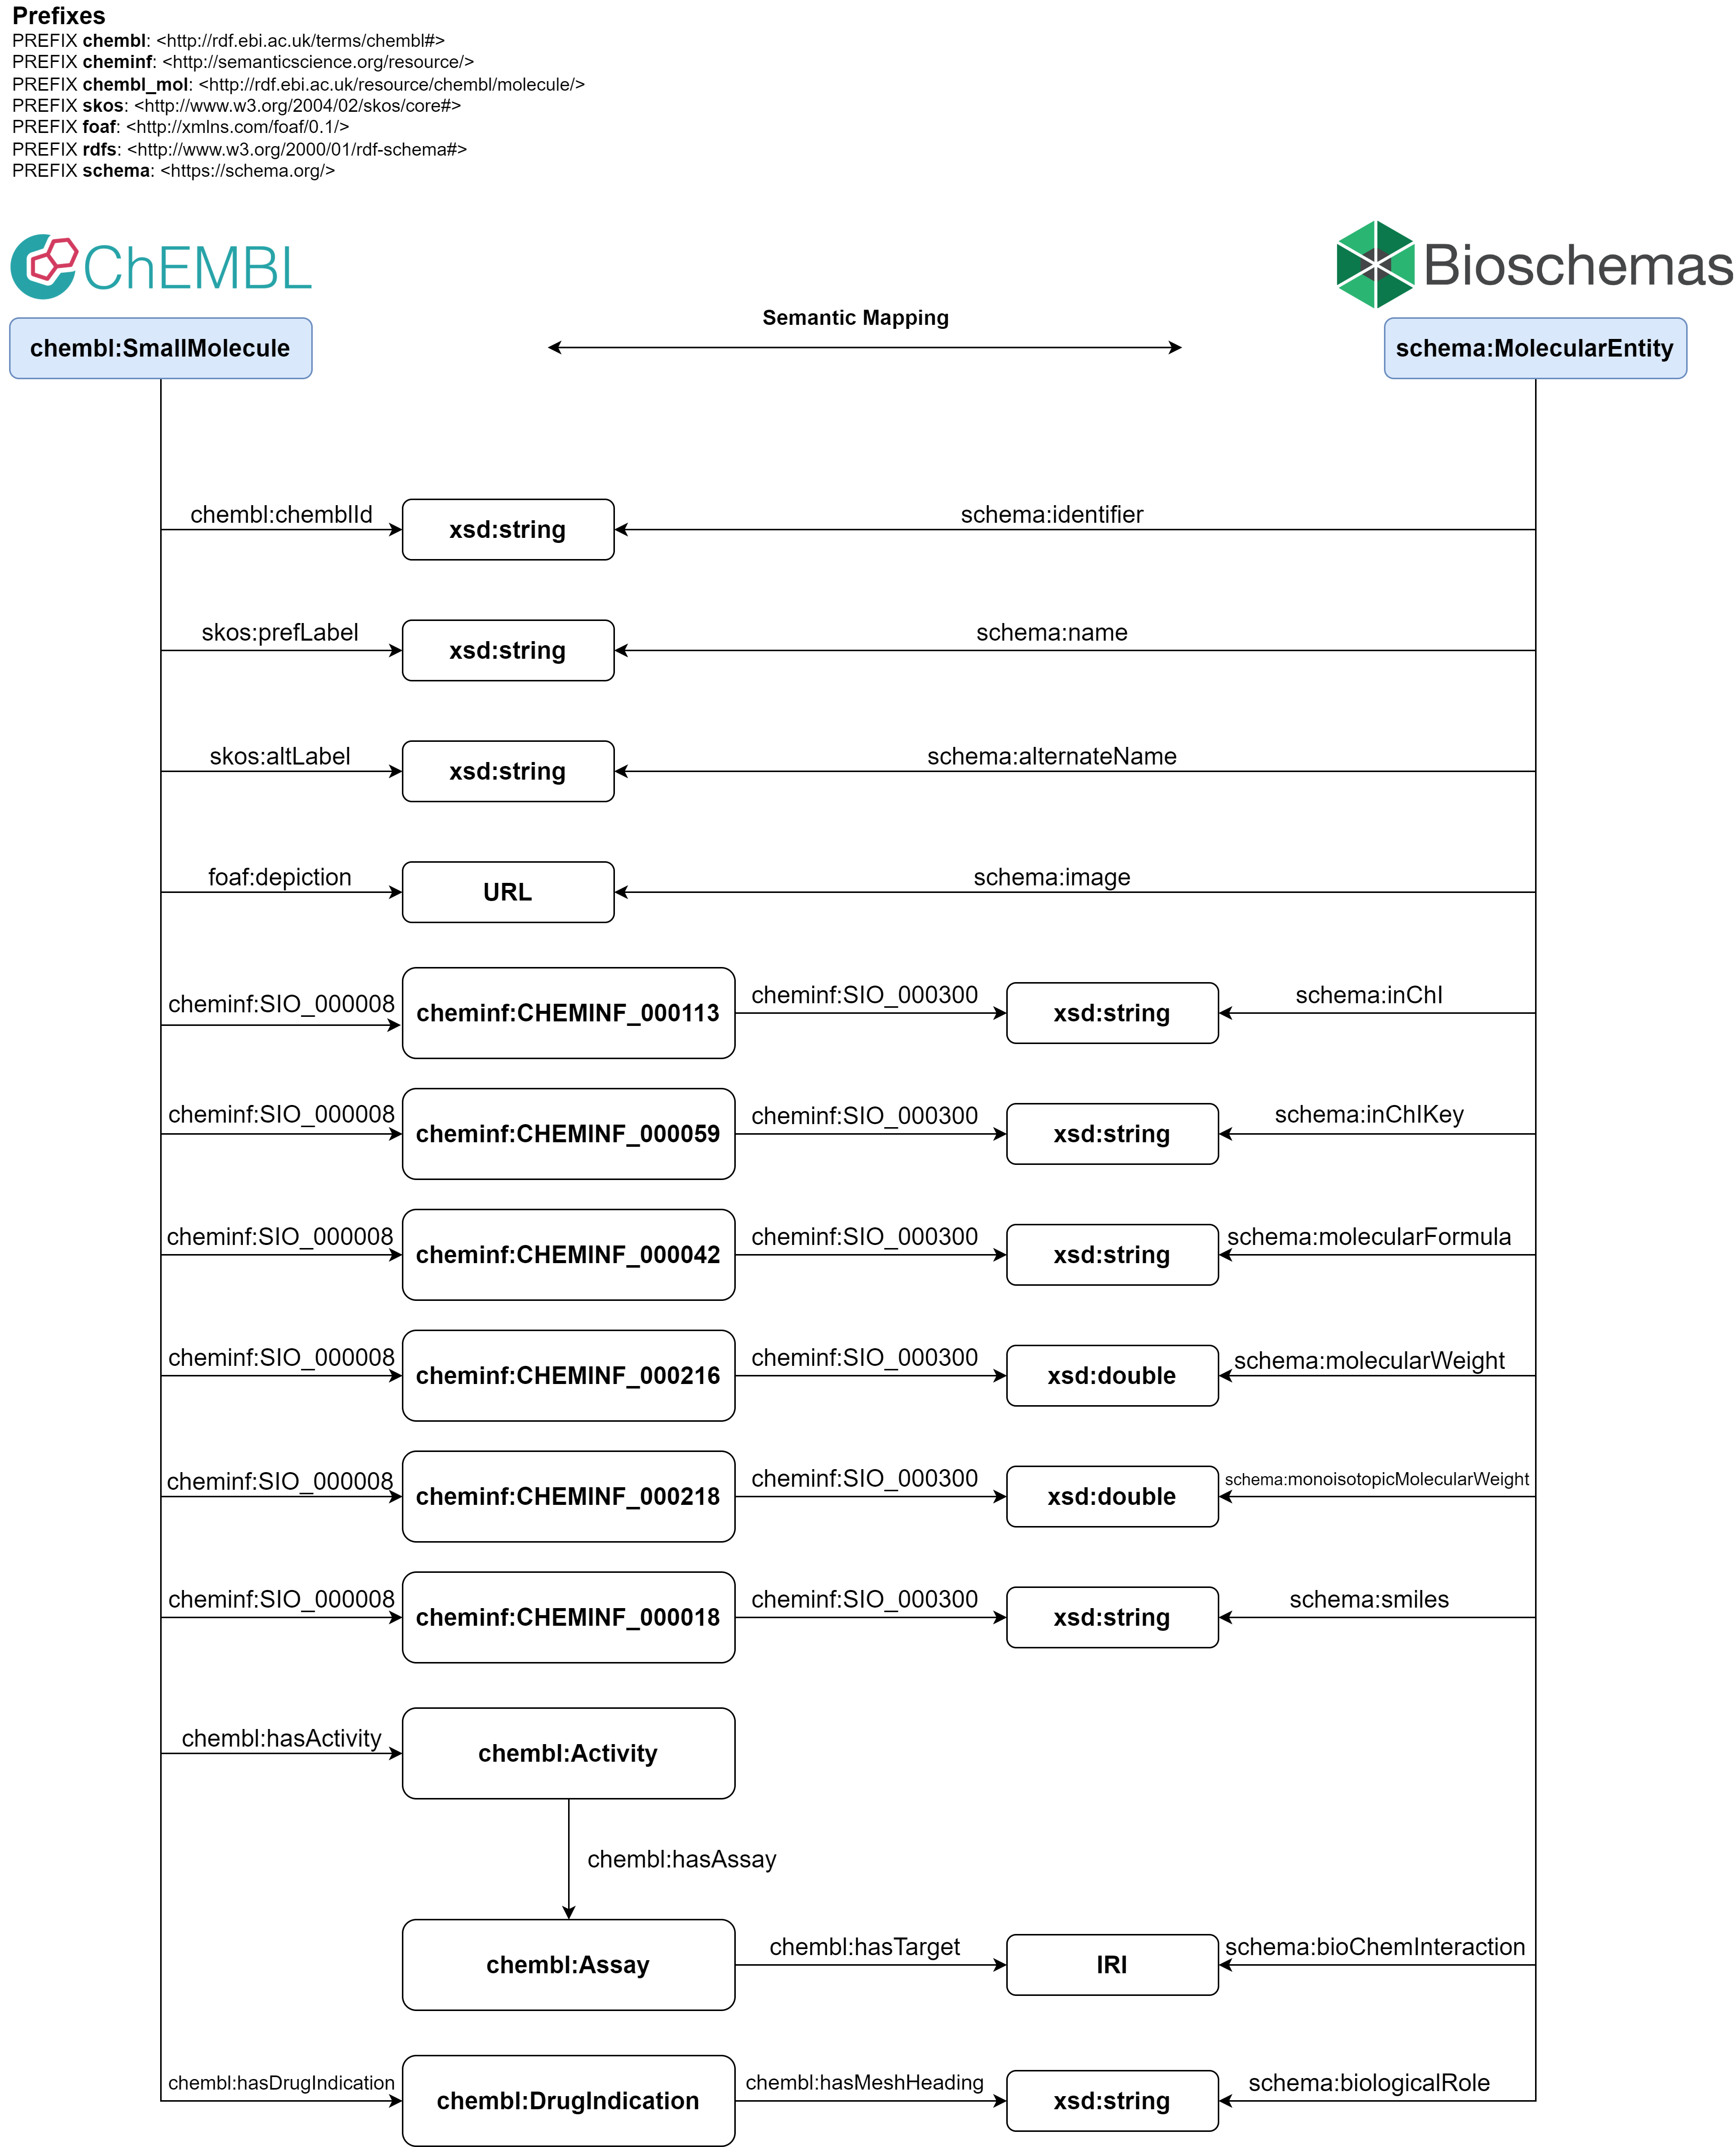 Prefixes
PREFIX chembl: <http://rdf.ebi.ac.uk/terms/chembl#>
PREFIX cheminf: <http://semanticscience.org/resource/>
PREFIX chembl_mol: <http://rdf.ebi.ac.uk/resource/chembl/molecule/>
PREFIX skos: <http://www.w3.org/2004/02/skos/core#>
PREFIX foaf: <http://xmlns.com/foaf/0.1/>
PREFIX rdfs: <http://www.w3.org/2000/01/rdf-schema#>
PREFIX schema: <https://schema.org/>
ChEMBL
Bioschemas
Semantic Mapping
chembl:SmallMolecule
schema:MolecularEntity
chembl:chemblId
xsd:string
schema:identifier
skos:prefLabel
xsd:string
schema:name
skos:altLabel
xsd:string
schema:alternateName
foaf:depiction
URL
schema:image
cheminf:SIO_000008
cheminf:CHEMINF_000113
cheminf:SIO_000300
xsd:string
schema:inChI
cheminf:SIO_000008
cheminf:CHEMINF_000059
cheminf:SIO_000300
xsd:string
schema:inChIKey
cheminf:SIO_000008
cheminf:CHEMINF_000042
cheminf:SIO_000300
xsd:string
schema:molecularFormula
cheminf:SIO_000008
cheminf:CHEMINF_000216
cheminf:SIO_000300
xsd:double
schema:molecularWeight
cheminf:SIO_000008
cheminf:CHEMINF_000218
cheminf:SIO_000300
xsd:double
schema:monoisotopicMolecularWeight
cheminf:SIO_000008
cheminf:CHEMINF_000018
cheminf:SIO_000300
xsd:string
schema:smiles
chembl:hasActivity
chembl:Activity
chembl:hasAssay
chembl:Assay
chembl:hasTarget
IRI
schema:bioChemInteraction
chembl:hasDrugIndication
chembl:DrugIndication
chembl:hasMeshHeading
xsd:string
schema:biologicalRole